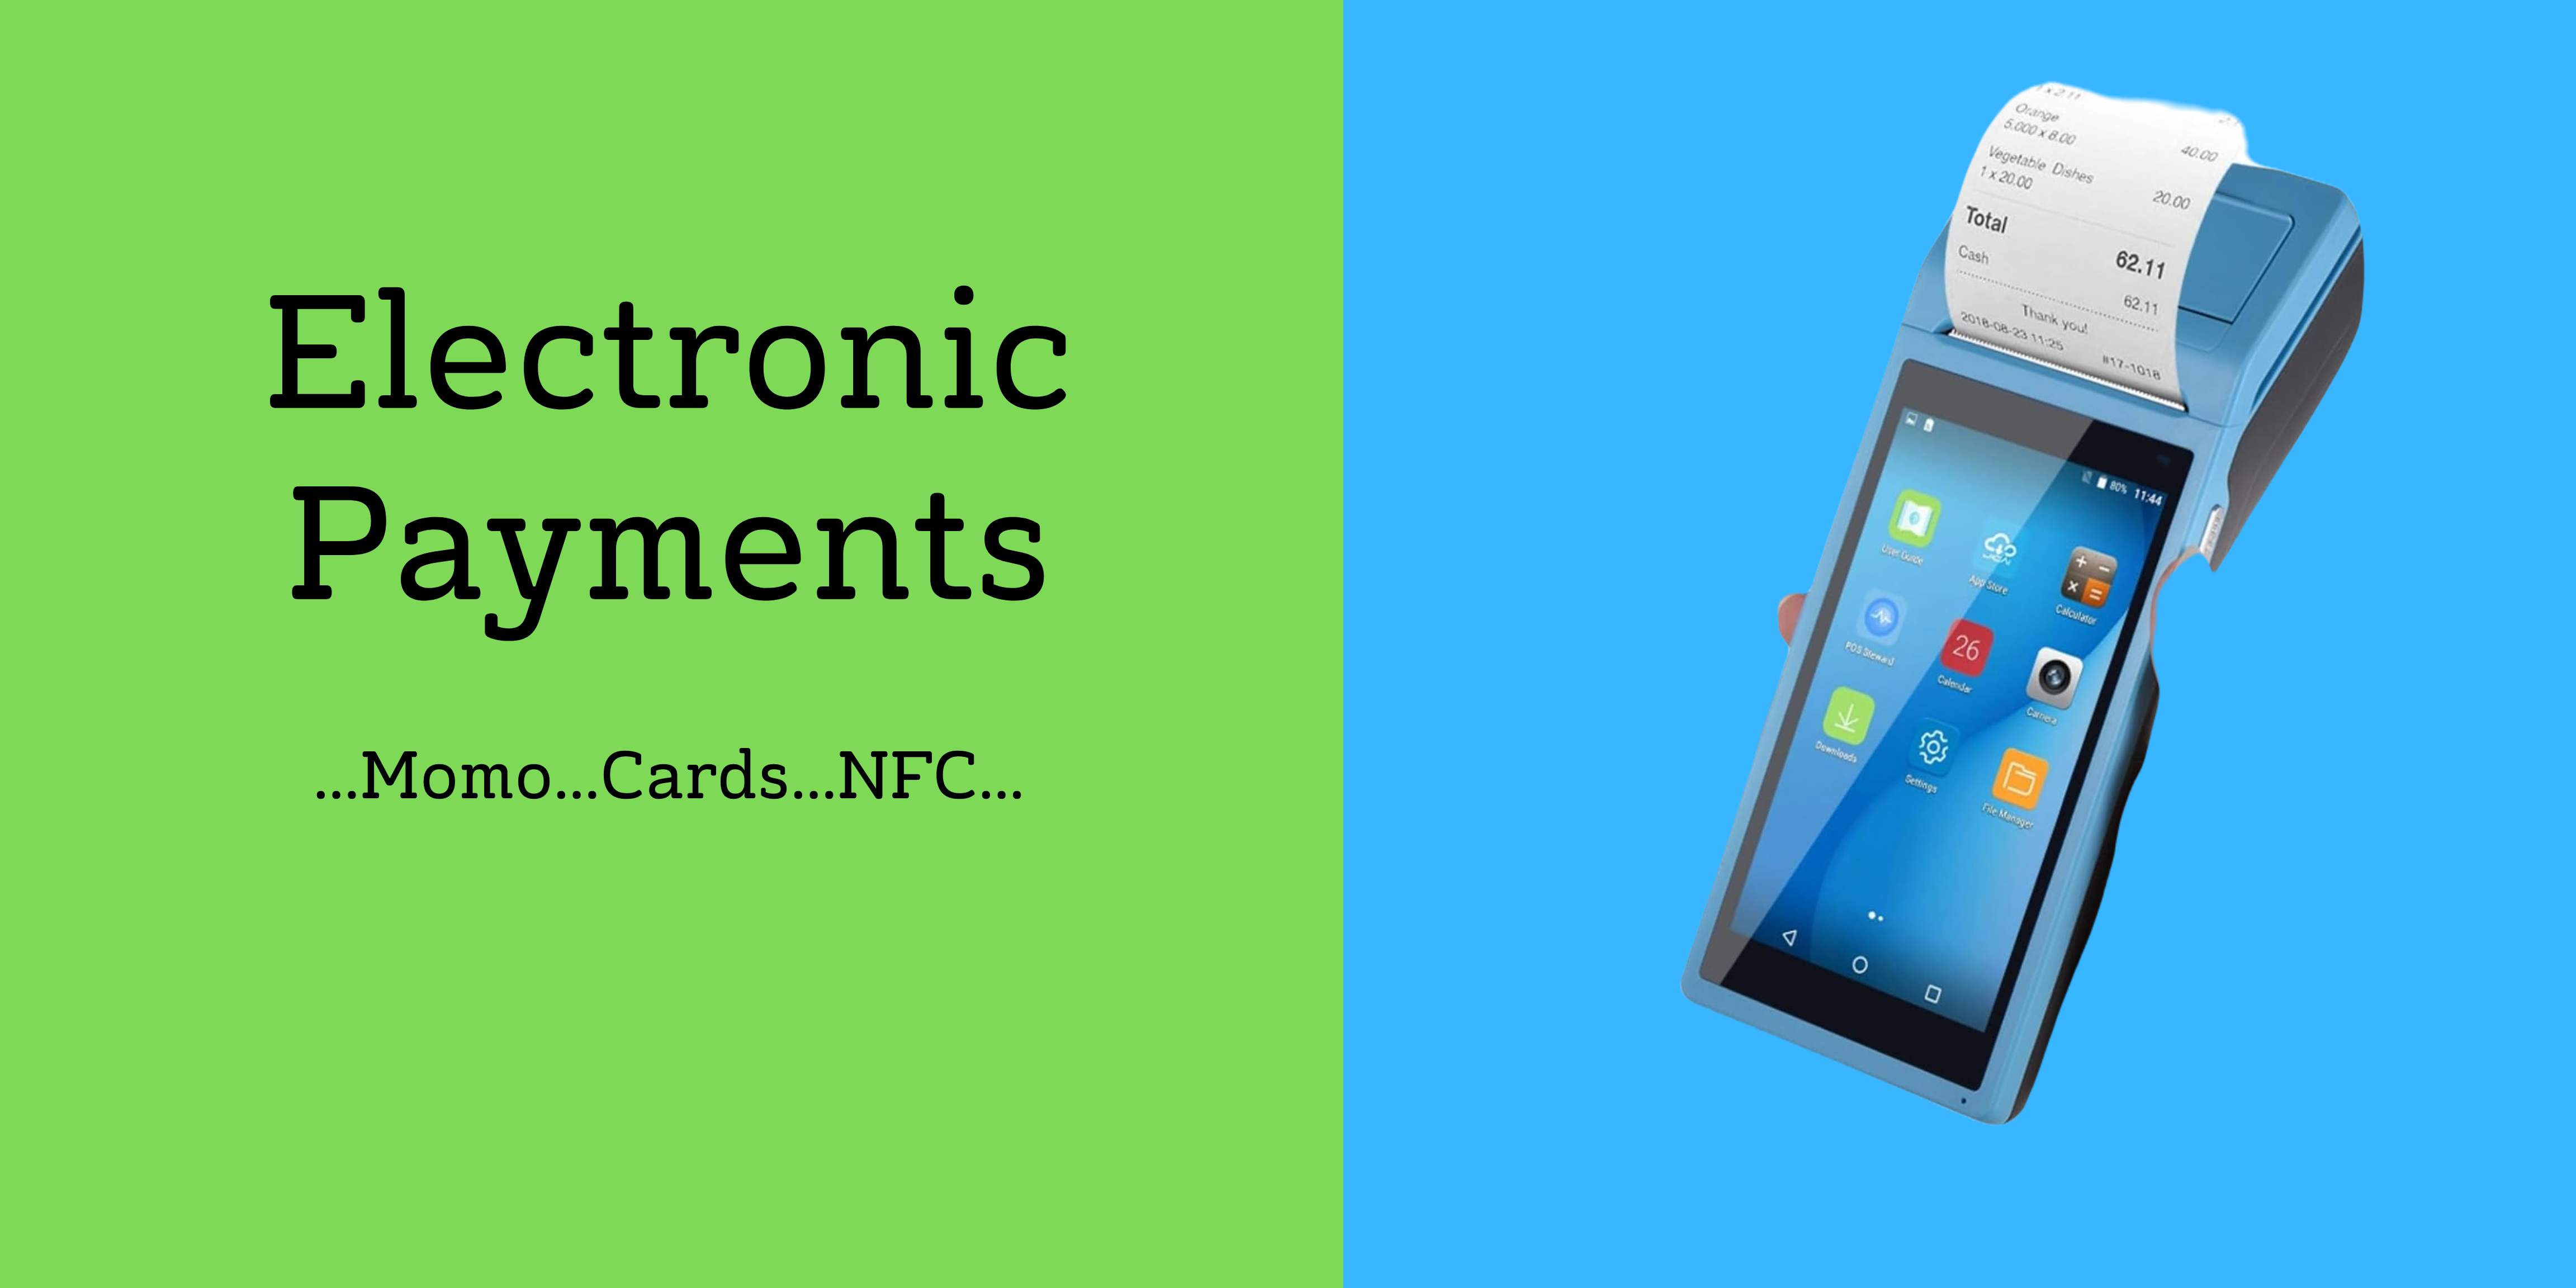 Electronic
Payments
...Momo...Cards...NFC...
1 x 2.11
Orange
5.000 x 8.00
40.00
Vegetable Dishes
1 x 20.00
20.00
Total
62.11
Cash
62.11
Thank you!
2018-08-23 11:25
#17-1018
80% 11:44
User Guide
App Store
Calculator
POS Steward
26
Calendar
Camera
Downloads
Settings
File Manager